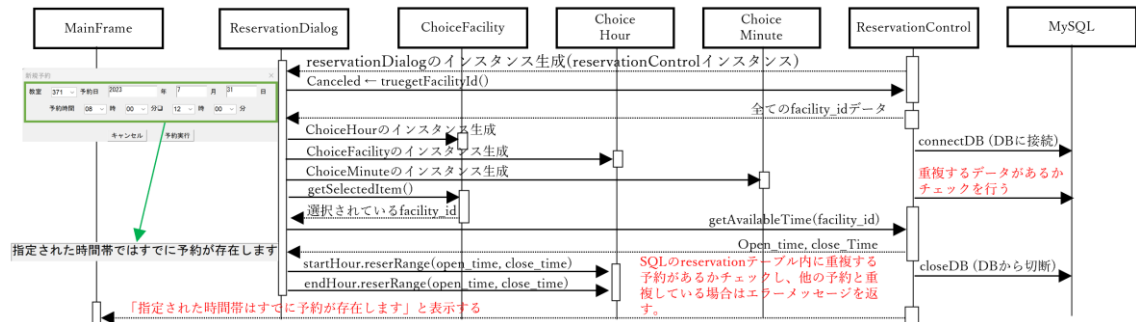 MainFrame
ReservationDialog
ChoiceFacility
Choice
Hour
Choice
Minute
ReservationControl
MySQL
reservationDialogのインスタンス生成(reservationControlインスタンス)
Canceled ← truegetFacilityId()
新規予約
教室 371 予約日 2023 年 7 月 31 日
予約時間 08 時 00 分 12 時 00 分
キャンセル 予約実行
全てのfacility_idデータ
ChoiceHourのインスタンス生成
connectDB (DBに接続)
ChoiceFacilityのインスタンス生成
重複するデータがあるか
チェックを行う
ChoiceMinuteのインスタンス生成
getSelectedItem()
選択されているfacility_id
getAvailableTime(facility_id)
指定された時間帯ではすでに予約が存在します
Open_time, close_Time
startHour.reserRange(open_time, close_time)
endHour.reserRange(open_time, close_time)
SQLのreservationテーブル内に重複する
予約があるかチェックし、他の予約と重
複している場合はエラーメッセージを返
す。
closeDB (DBから切断)
「指定された時間帯はすでに予約が存在します」と表示する